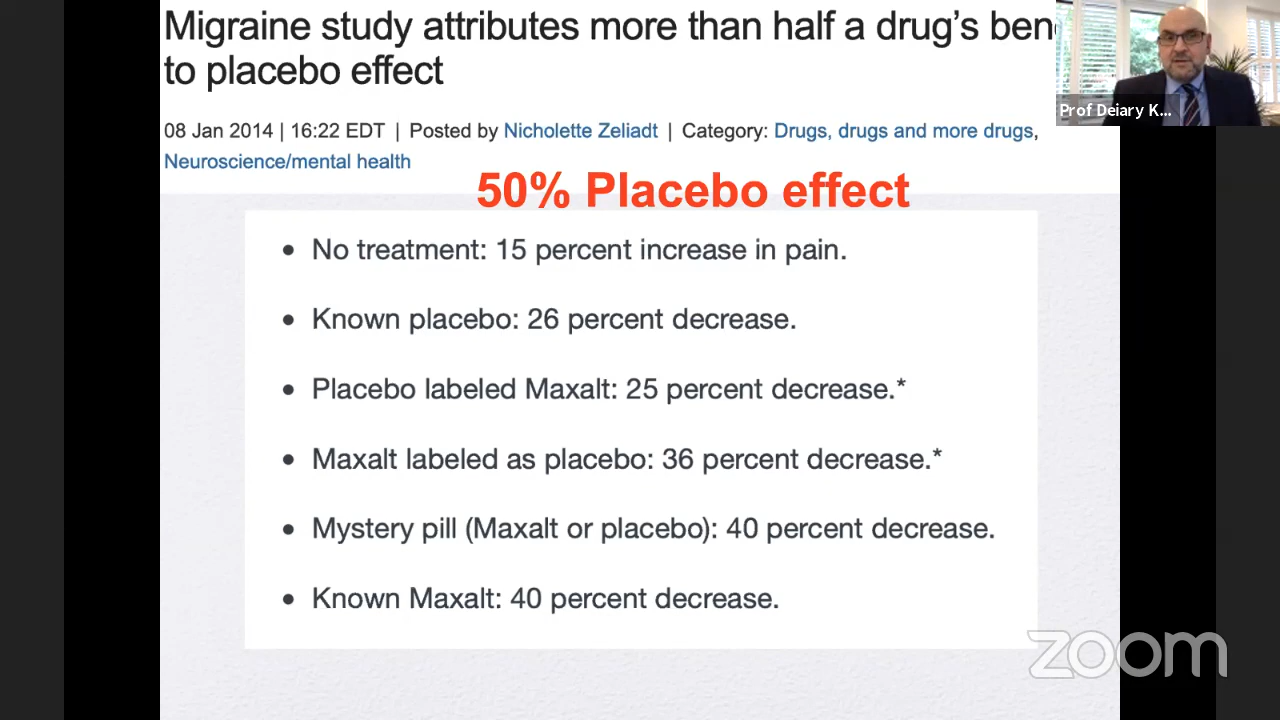 Migraine study attributes more than half a drug's ben
to placebo effect
08 Jan 2014 | 16:22 EDT | Posted by Nicholette Zeliadt | Category: Drugs, drugs and more drugs,
Neuroscience/mental health
50% Placebo effect
• No treatment: 15 percent increase in pain.
• Known placebo: 26 percent decrease.
• Placebo labeled Maxalt: 25 percent decrease.*
• Maxalt labeled as placebo: 36 percent decrease.*
• Mystery pill (Maxalt or placebo): 40 percent decrease.
• Known Maxalt: 40 percent decrease.
Prof Deiary K...
zoom